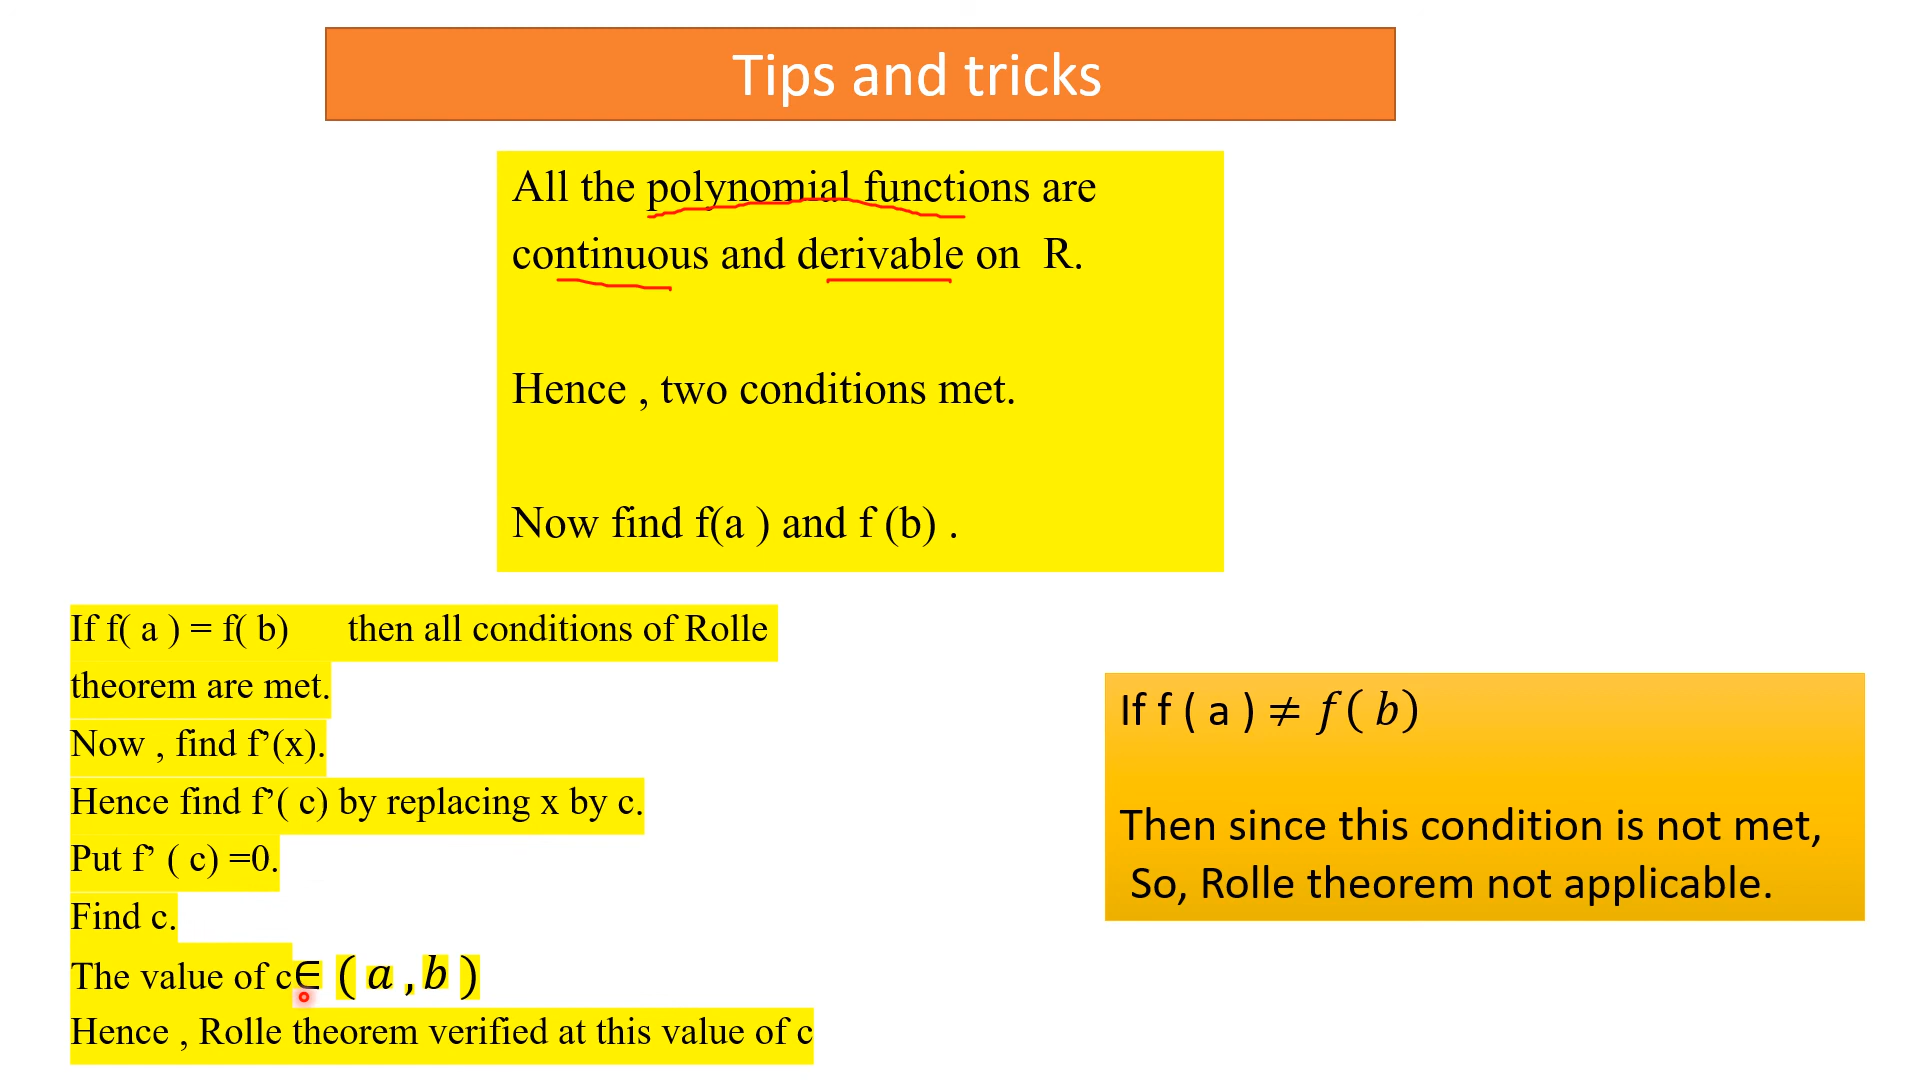 Tips and tricks
All the polynomial functions are
continuous and derivable on R.
Hence , two conditions met.
Now find f(a ) and f (b) .
If f( a ) = f( b) then all conditions of Rolle
theorem are met.
Now , find f’(x).
Hence find f’( c) by replacing x by c.
Put f’ ( c) =0.
Find c.
The value of c∈ ( a , b )
Hence , Rolle theorem verified at this value of c
If f ( a ) ≠ f( b)
Then since this condition is not met,
So, Rolle theorem not applicable.